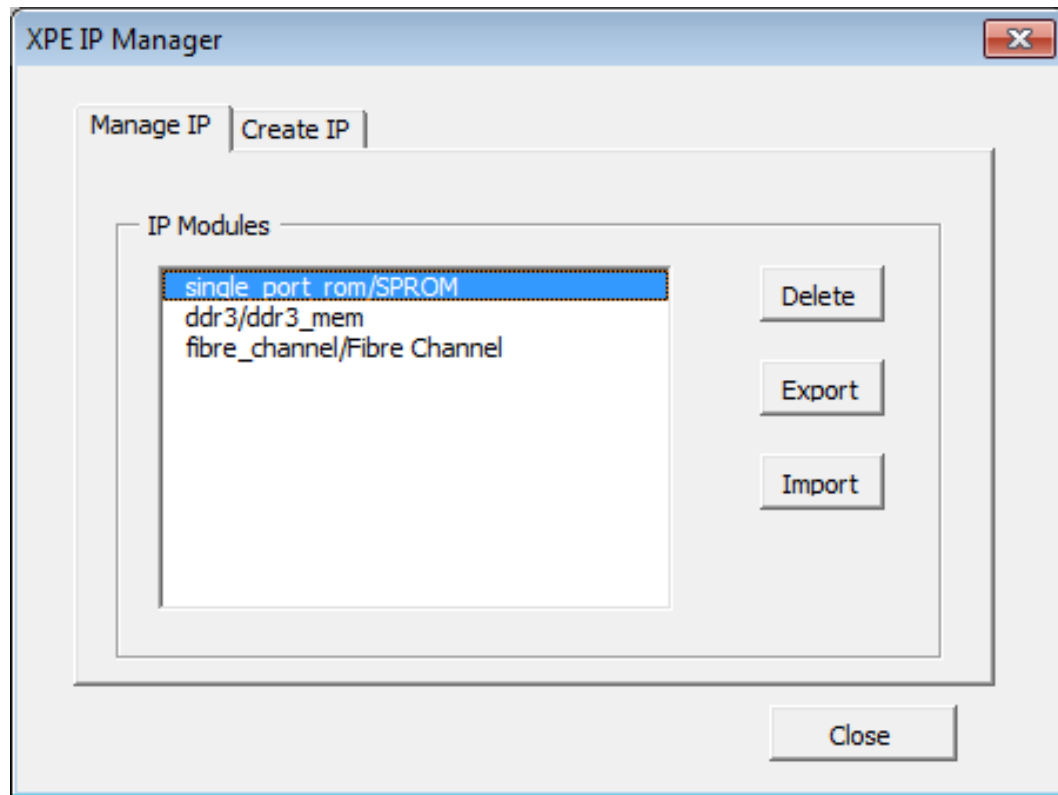 XPE IP Manager
Manage IP
Create IP
IP Modules
single_port_rom/SPROM
ddr3/ddr3_mem
fibre_channel/Fibre Channel
Delete
Export
Import
Close